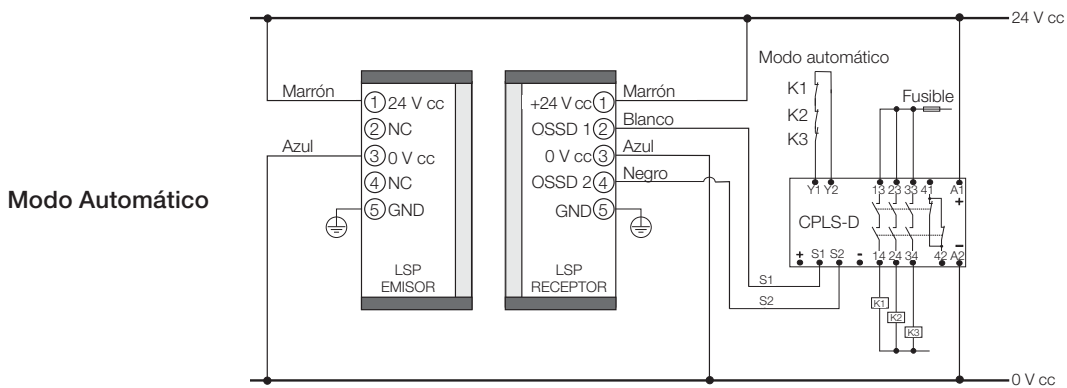 24 V cc
Modo automático
K1
K2
K3
Fusible
Marrón
Azul
1 24 V cc
2 NC
3 0 V cc
4 NC
5 GND
LSP
EMISOR
+24 V cc 1
OSSD 1 2
0 V cc 3
OSSD 2 4
GND 5
LSP
RECEPTOR
Marrón
Blanco
Azul
Negro
Modo Automático
Y1 Y2 13 23 33 41 A1
+
CPLS-D
-
+ S1 S2 - 14 24 34 42 A2
S1
S2
K1
K2
K3
0 V cc